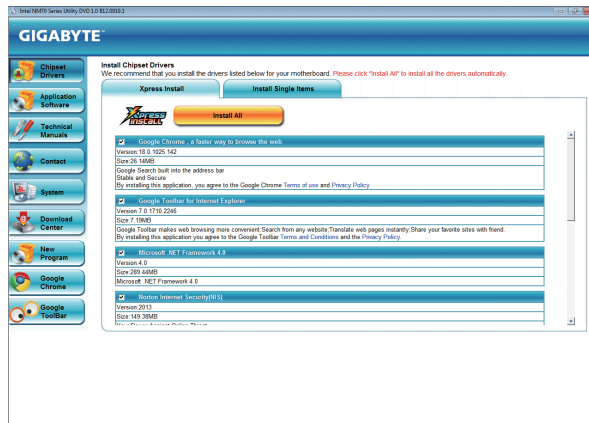 Intel NM70 Series Utility DVD 1.0 B12.0919.1
GIGABYTE™
Chipset
Drivers
Application
Software
Technical
Manuals
Contact
System
Download
Center
New
Program
Google
Chrome
Google
ToolBar
Install Chipset Drivers
We recommend that you install the drivers listed below for your motherboard. Please click "Install All" to install all the drivers automatically.
Xpress Install
Install Single Items
Xpress
INSTALL
Install All
Google Chrome , a faster way to browse the web
Version:18.0.1025.142
Size:26.14MB
Google Search built into the address bar
Stable and Secure
By installing this application, you agree to the Google Chrome Terms of use and Privacy Policy.
Google Toolbar for Internet Explorer
Version:7.0.1710.2246
Size:7.19MB
Google Toolbar makes web browsing more convenient:Search from any website;Translate web pages instantly;Share your favorite sites with friend.
By installing this application you agree to the Google Toolbar Terms and Conditions and the Privacy Policy.
Microsoft .NET Framework 4.0
Version:4.0
Size:289.44MB
Microsoft .NET Framework 4.0
Norton Internet Security(NIS)
Version:2013
Size:149.38MB
Your Power Against Online Threat